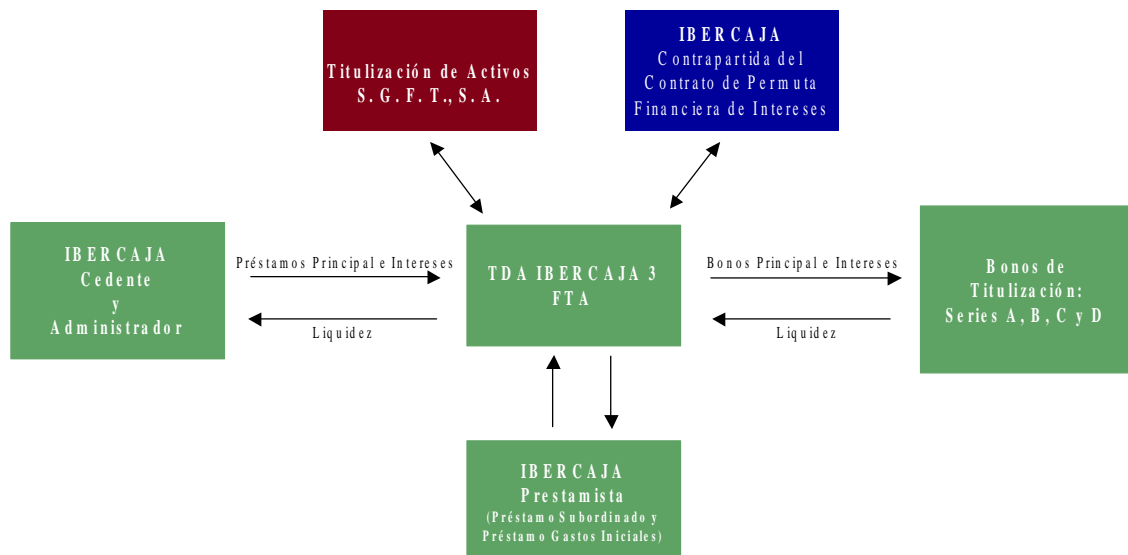 Titulización de Activos
S. G. F. T., S. A.
IBERCAJA
Contrapartida del
Contrato de Permuta
Financiera de Intereses
IBERCAJA
Cedente
y
Administrador
Préstamos Principal e Intereses
Liquidez
TDA IBERCAJA 3
FTA
Bonos Principal e Intereses
Liquidez
Bonos de
Titulización:
Series A, B, C y D
IBERCAJA
Prestamista
(Préstamo Subordinado y
Préstamo Gastos Iniciales)